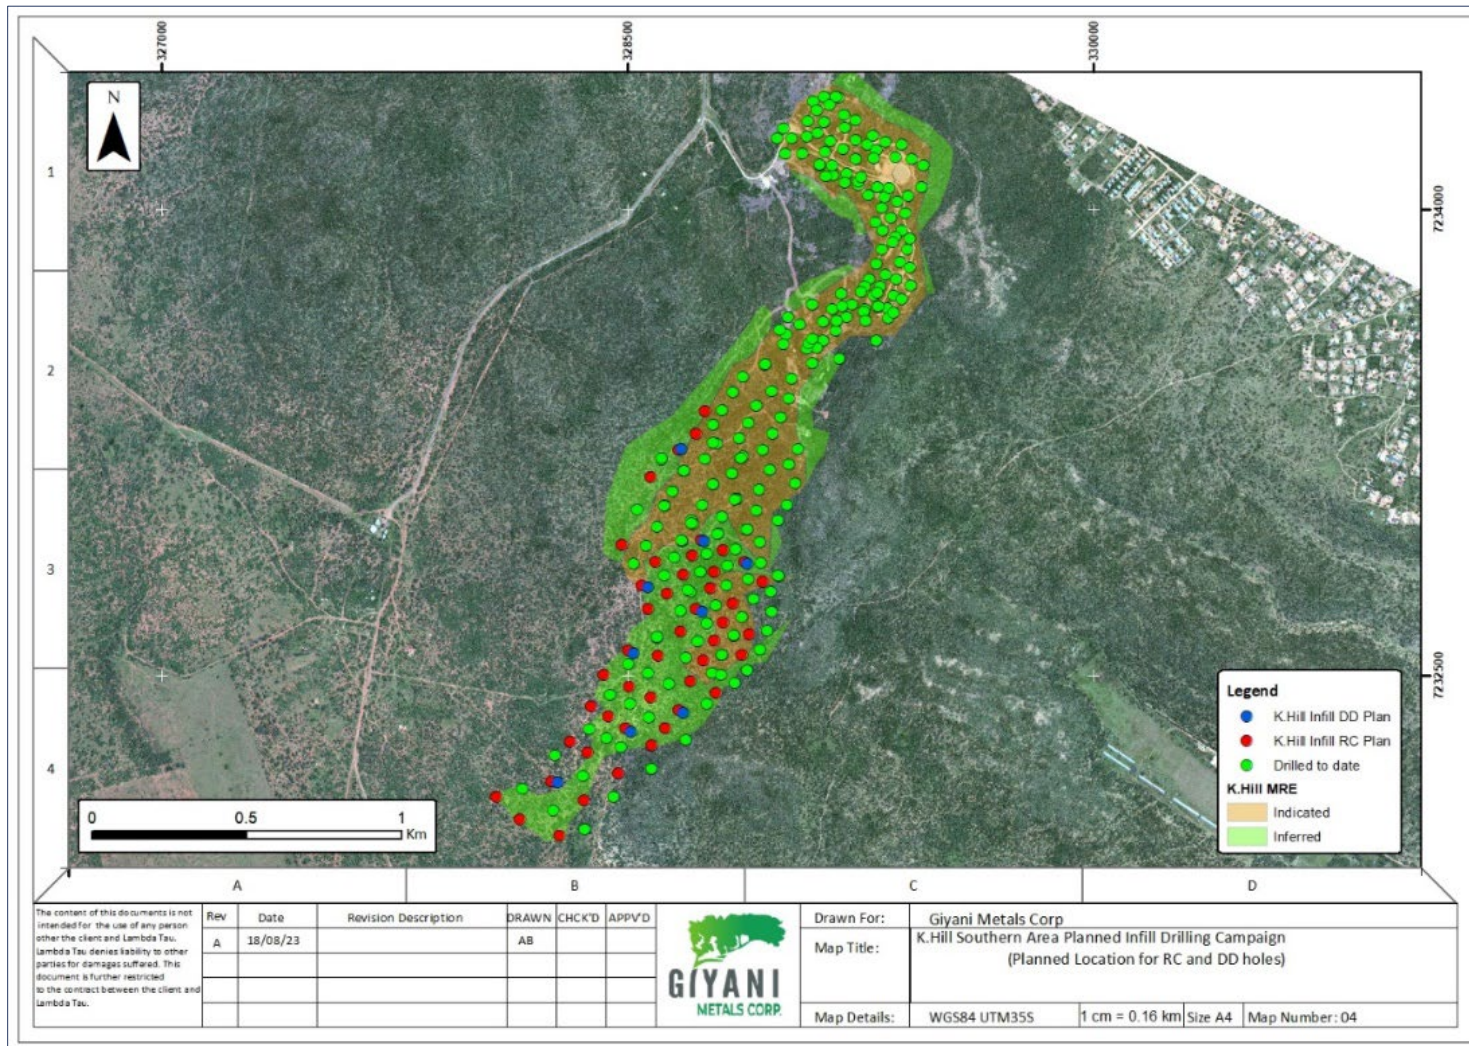 327000
328500
330000
N
1
2
3
4
7234000
7232500
Legend
K.Hill Infill DD Plan
K.Hill Infill RC Plan
Drilled to date
K.Hill MRE
Indicated
Inferred
0 0.5 1
Km
A B C D
The content of this documents is not
intended for the use of any person
other the client and Lambda Tau.
Lambda Tau denies liability to other
parties for damages suffered. This
document is further restricted
to the contract between the client and
Lambda Tau.
Rev Date Revision Description DRAWN CHCK'D APPV'D
A 18/08/23 AB
GIYANI
METALS CORP.
Drawn For: Giyani Metals Corp
Map Title: K.Hill Southern Area Planned Infill Drilling Campaign
(Planned Location for RC and DD holes)
Map Details: WGS84 UTM35S 1 cm = 0.16 km Size A4 Map Number: 04